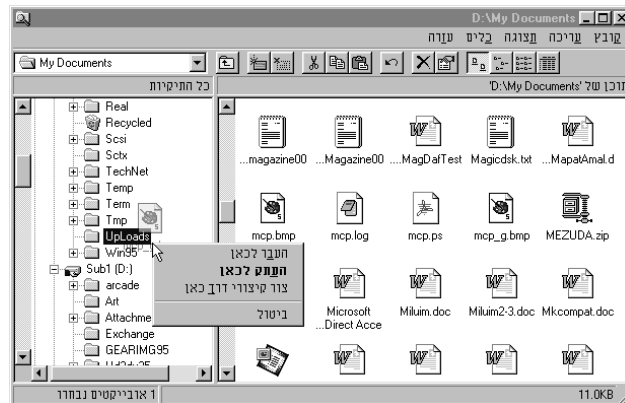 D:\My Documents
קובץ עריכה תצוגה כלים עזרה
My Documents
כל התיקיות
תוכן של 'D:\My Documents'
Real
Recycled
Scsi
Sctx
TechNet
Temp
Term
Tmp
UpLoads
Win95
Sub1 (D:)
arcade
Art
Attachme
Exchange
GEARIMG95
...magazine00
...Magazine00
...MagDafTest
Magicdsk.txt
...MapatAmal.d
mcp.bmp
mcp.log
mcp.ps
mcp_g.bmp
MEZUDA.zip
Microsoft
...Direct Acce
Miluim.doc
Miluim2-3.doc
Mkcompat.doc
העבר לכאן
העתק לכאן
צור קיצורי דרך כאן
ביטול
1 אובייקטים נבחרו
11.0KB